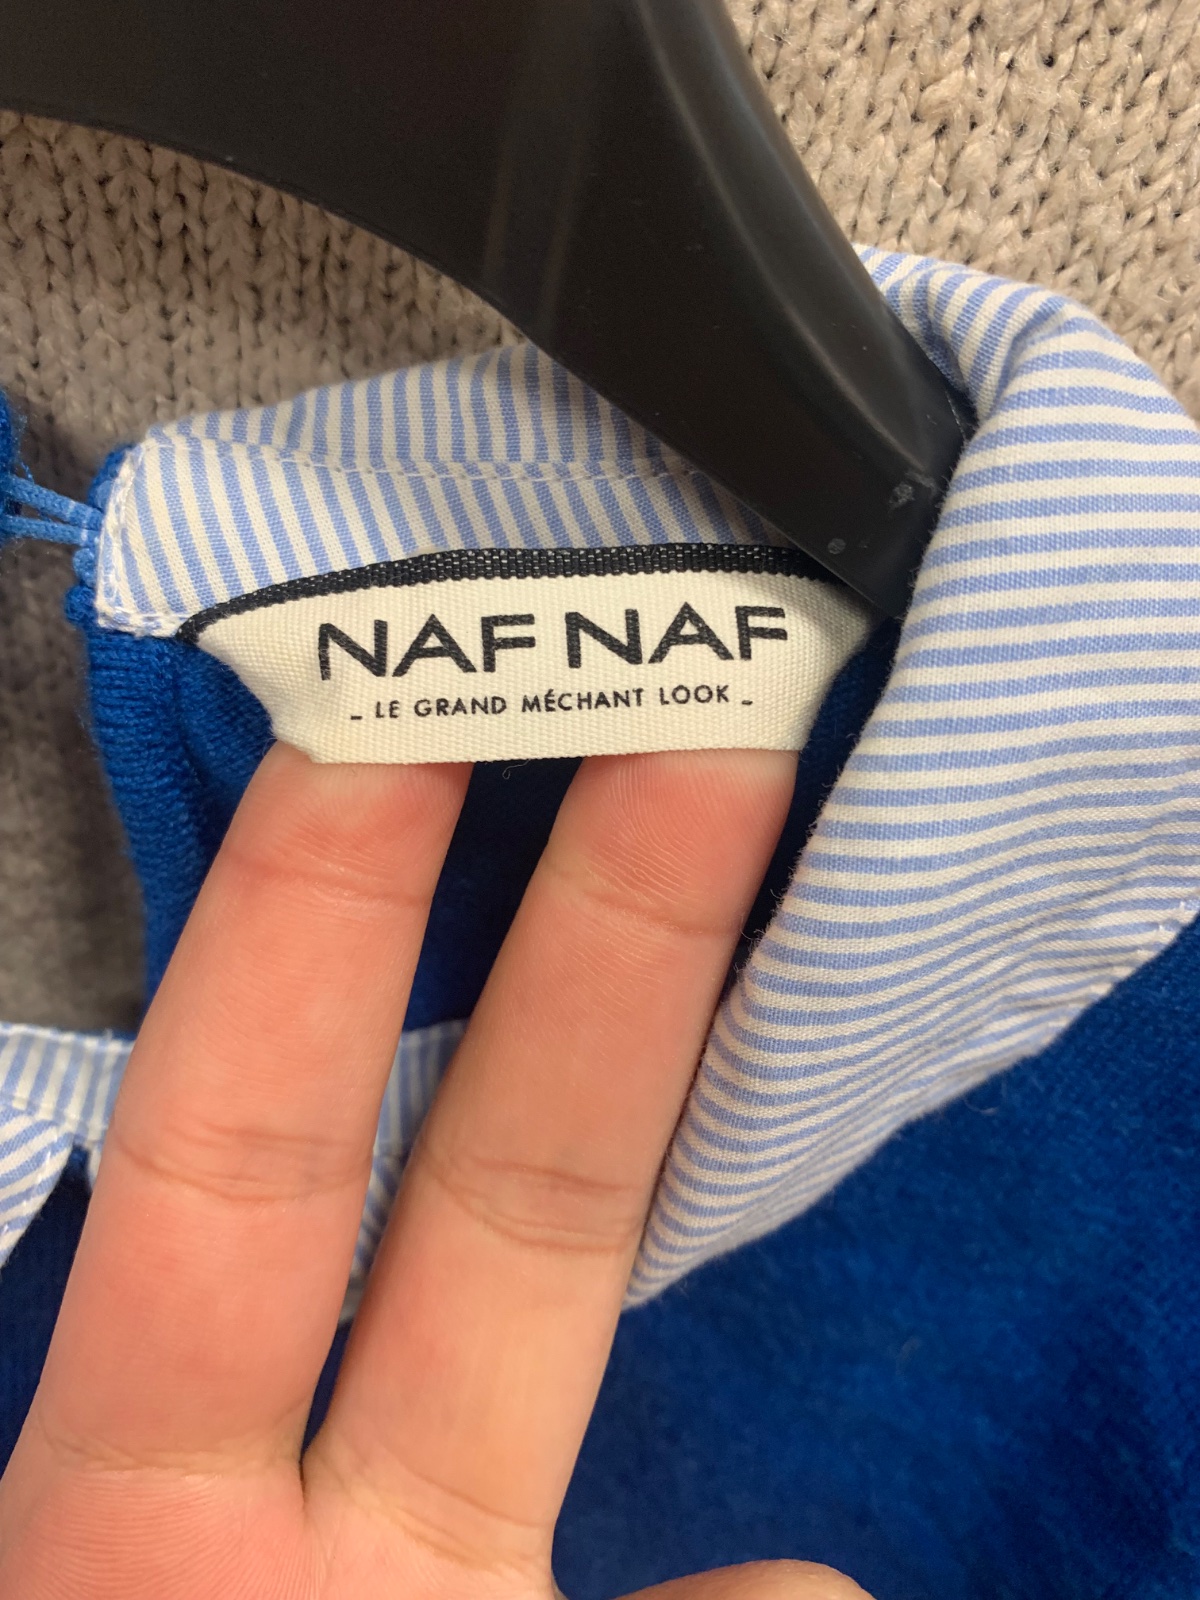 NAF NAF
- LE GRAND MÉCHANT LOOK -